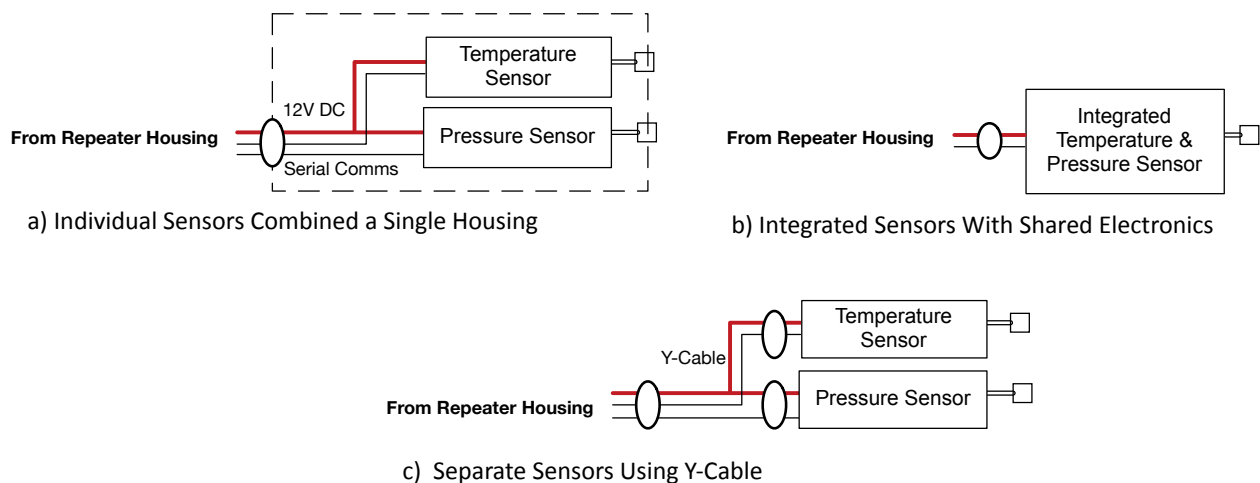 Temperature
Sensor
12V DC
From Repeater Housing
Pressure Sensor
Serial Comms
a) Individual Sensors Combined a Single Housing
From Repeater Housing
Integrated
Temperature &
Pressure Sensor
b) Integrated Sensors With Shared Electronics
Temperature
Sensor
Y-Cable
From Repeater Housing
Pressure Sensor
c) Separate Sensors Using Y-Cable